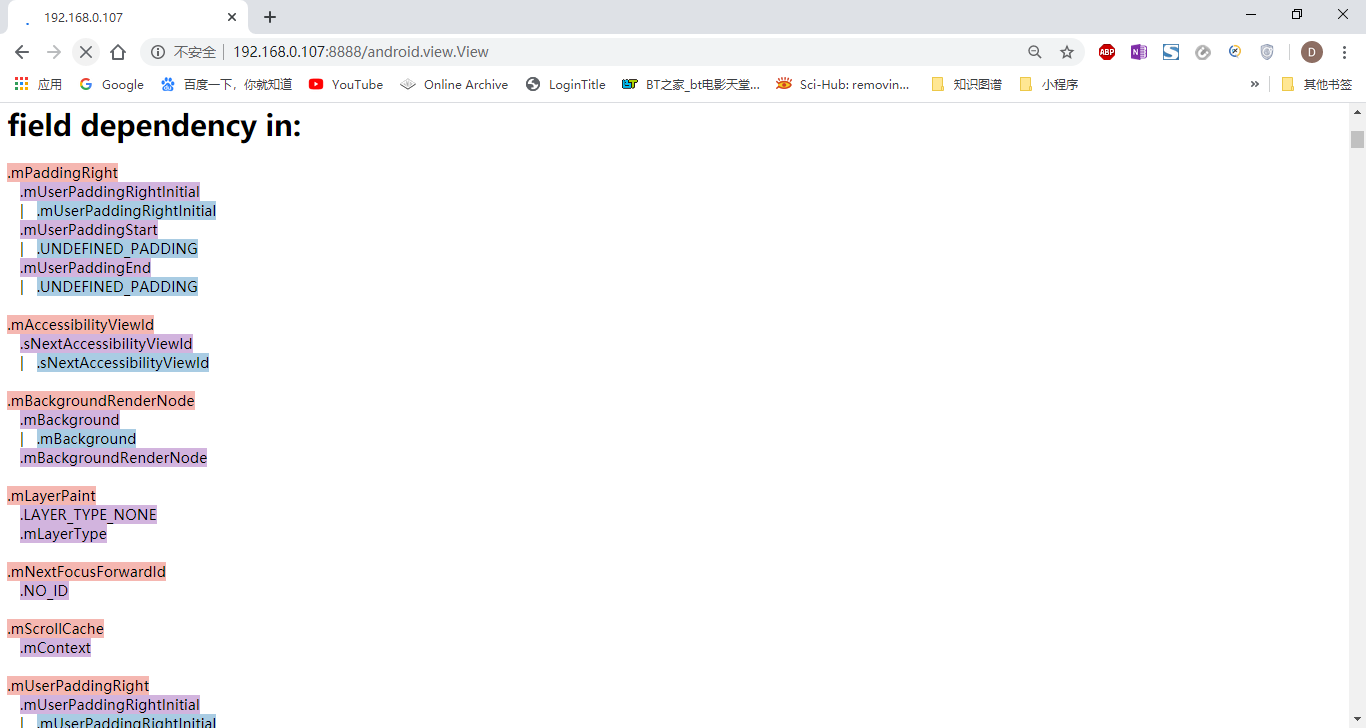 192.168.0.107
不安全 192.168.0.107:8888/android.view.View
ABP N S D
应用 Google 百度一下，你就知道 YouTube Online Archive LoginTitle BT之家_bt电影天堂... Sci-Hub: removin... 知识图谱 小程序 » 其他书签
field dependency in:
.mPaddingRight
.mUserPaddingRightInitial
| .mUserPaddingRightInitial
.mUserPaddingStart
| .UNDEFINED_PADDING
.mUserPaddingEnd
| .UNDEFINED_PADDING
.mAccessibilityViewId
.sNextAccessibilityViewId
| .sNextAccessibilityViewId
.mBackgroundRenderNode
.mBackground
| .mBackground
.mBackgroundRenderNode
.mLayerPaint
.LAYER_TYPE_NONE
.mLayerType
.mNextFocusForwardId
.NO_ID
.mScrollCache
.mContext
.mUserPaddingRight
.mUserPaddingRightInitial
| .mUserPaddingRightInitial